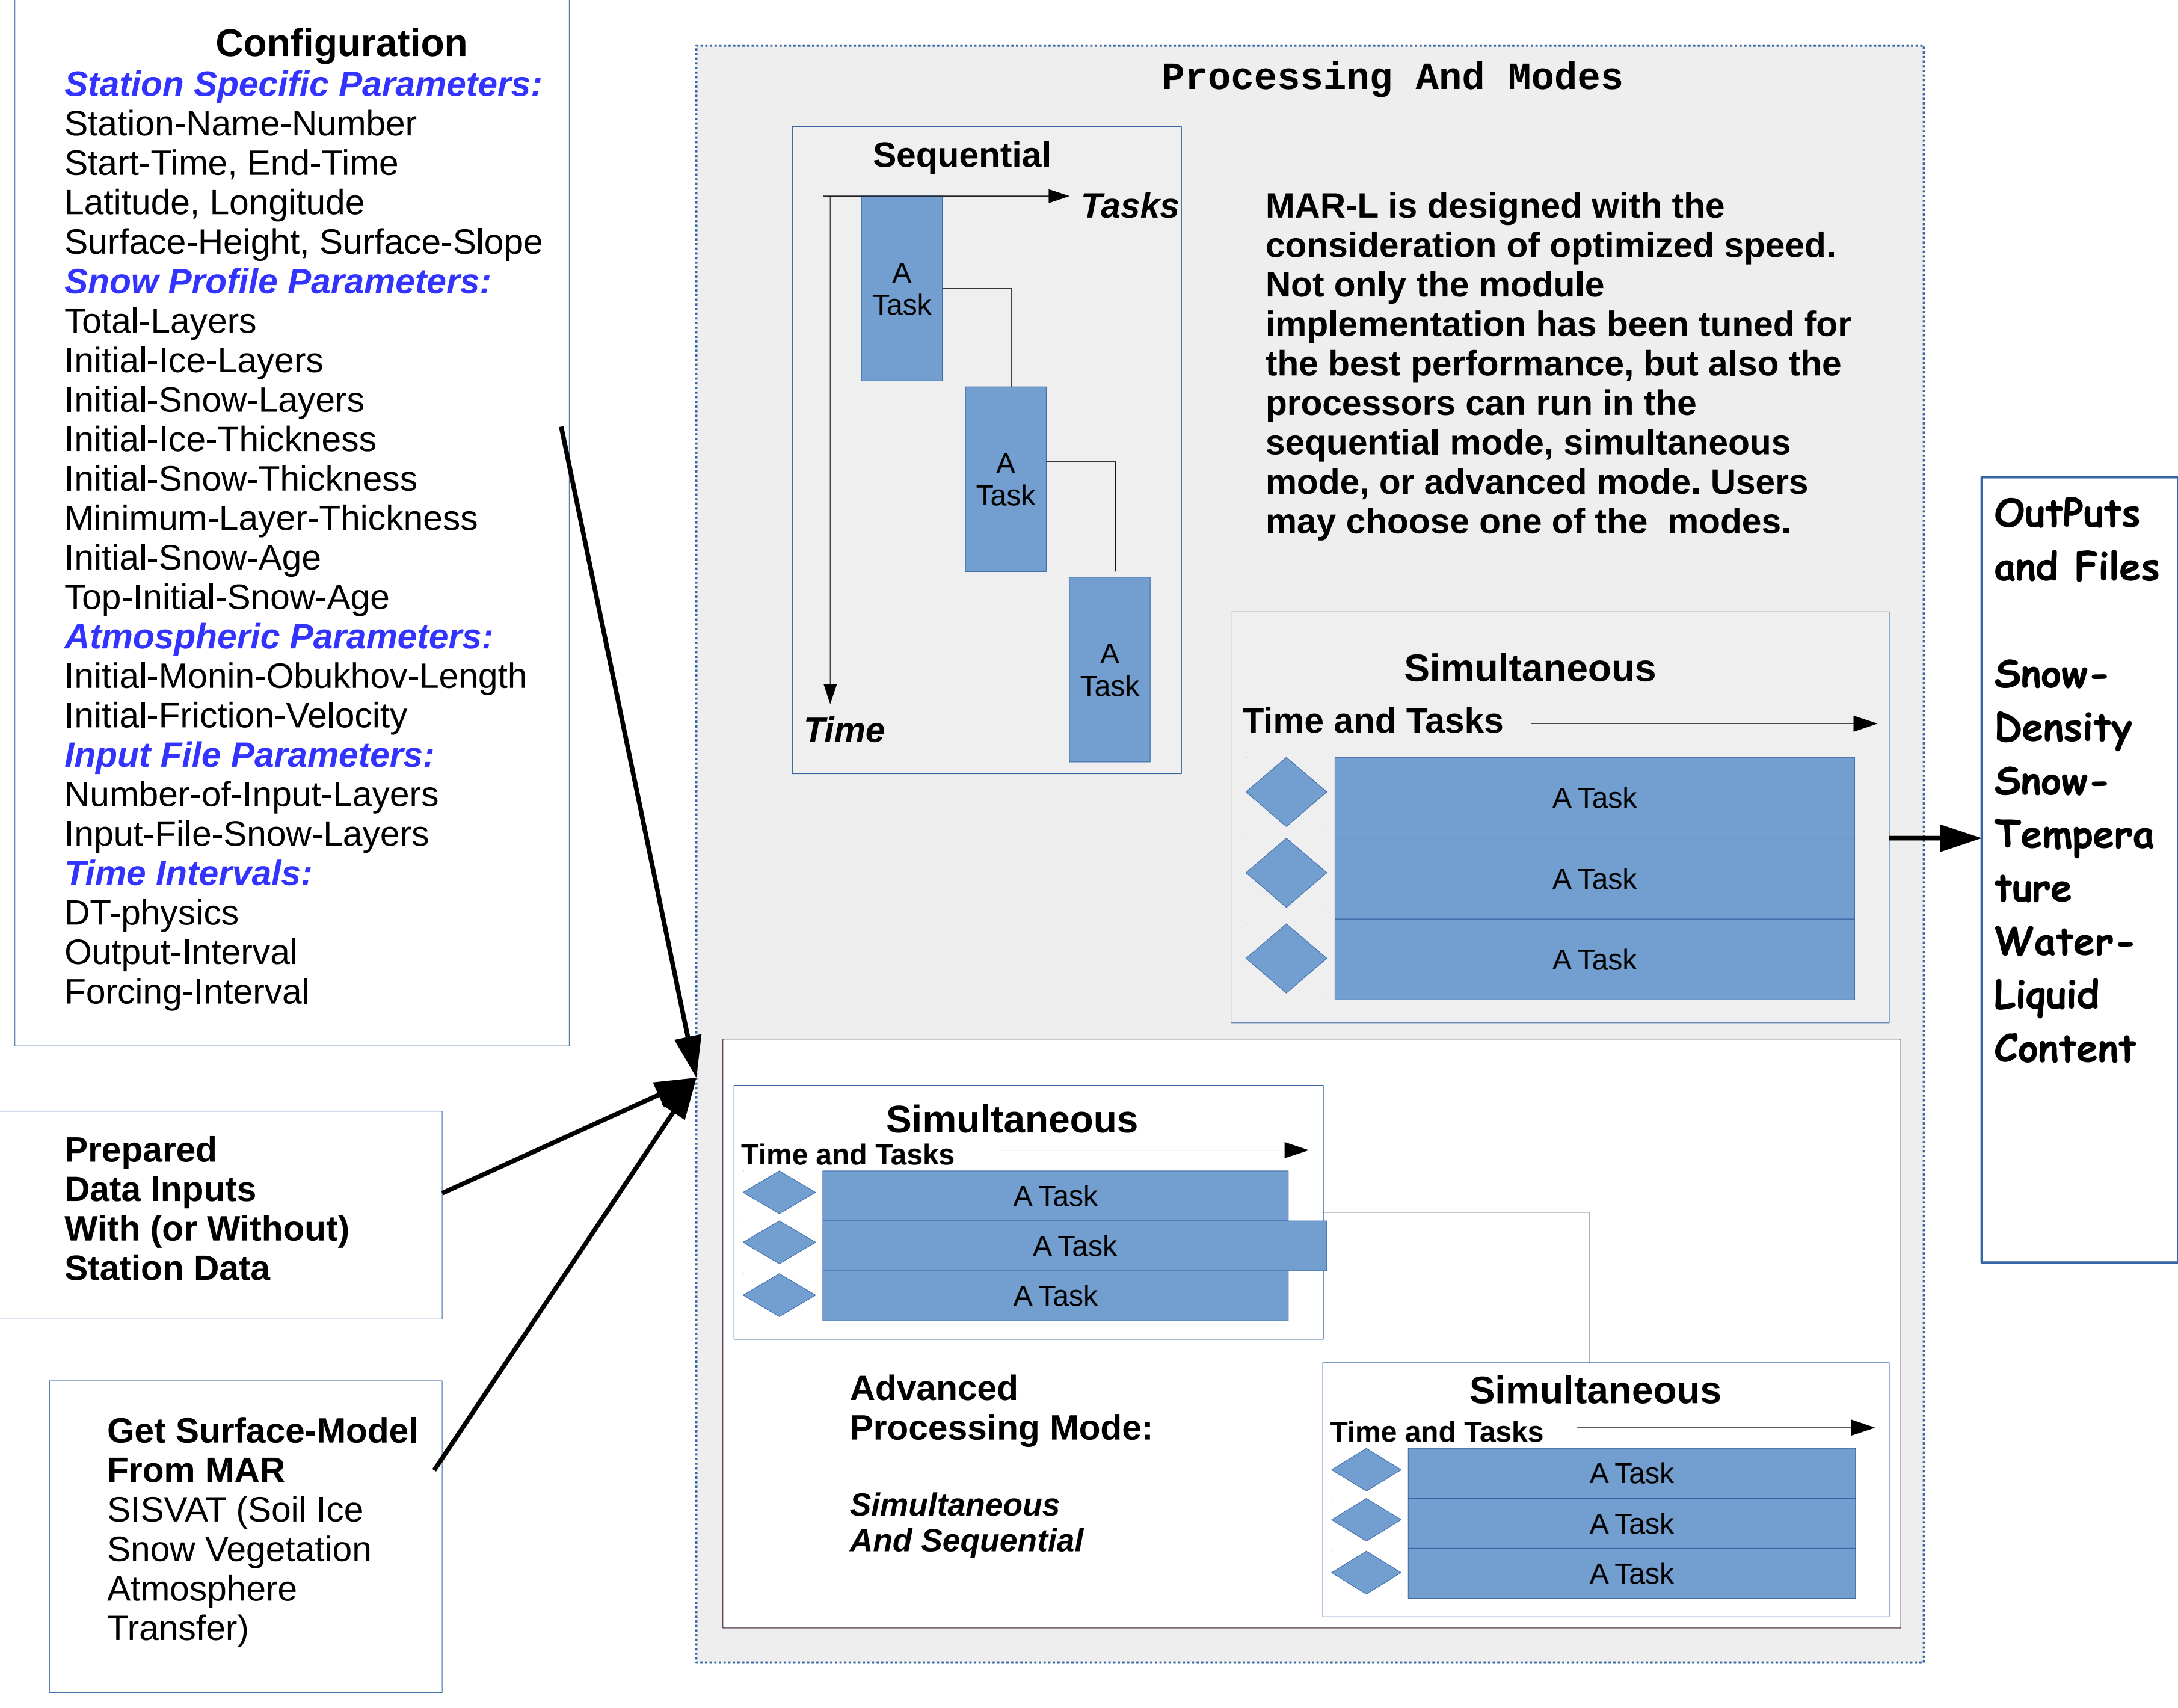 Configuration
Station Specific Parameters:
Station-Name-Number
Start-Time, End-Time
Latitude, Longitude
Surface-Height, Surface-Slope
Snow Profile Parameters:
Total-Layers
Initial-Ice-Layers
Initial-Snow-Layers
Initial-Ice-Thickness
Initial-Snow-Thickness
Minimum-Layer-Thickness
Initial-Snow-Age
Top-Initial-Snow-Age
Atmospheric Parameters:
Initial-Monin-Obukhov-Length
Initial-Friction-Velocity
Input File Parameters:
Number-of-Input-Layers
Input-File-Snow-Layers
Time Intervals:
DT-physics
Output-Interval
Forcing-Interval
Prepared
Data Inputs
With (or Without)
Station Data
Get Surface-Model
From MAR
SISVAT (Soil Ice
Snow Vegetation
Atmosphere
Transfer)
Processing And Modes
Sequential
Tasks
A
Task
A
Task
A
Task
Time
MAR-L is designed with the
consideration of optimized speed.
Not only the module
implementation has been tuned for
the best performance, but also the
processors can run in the
sequential mode, simultaneous
mode, or advanced mode. Users
may choose one of the  modes.
Simultaneous
Time and Tasks
A Task
A Task
A Task
Simultaneous
Time and Tasks
A Task
A Task
A Task
Advanced
Processing Mode:
Simultaneous
And Sequential
Simultaneous
Time and Tasks
A Task
A Task
A Task
OutPuts
and Files
Snow-
Density
Snow-
Tempera
ture
Water-
Liquid
Content